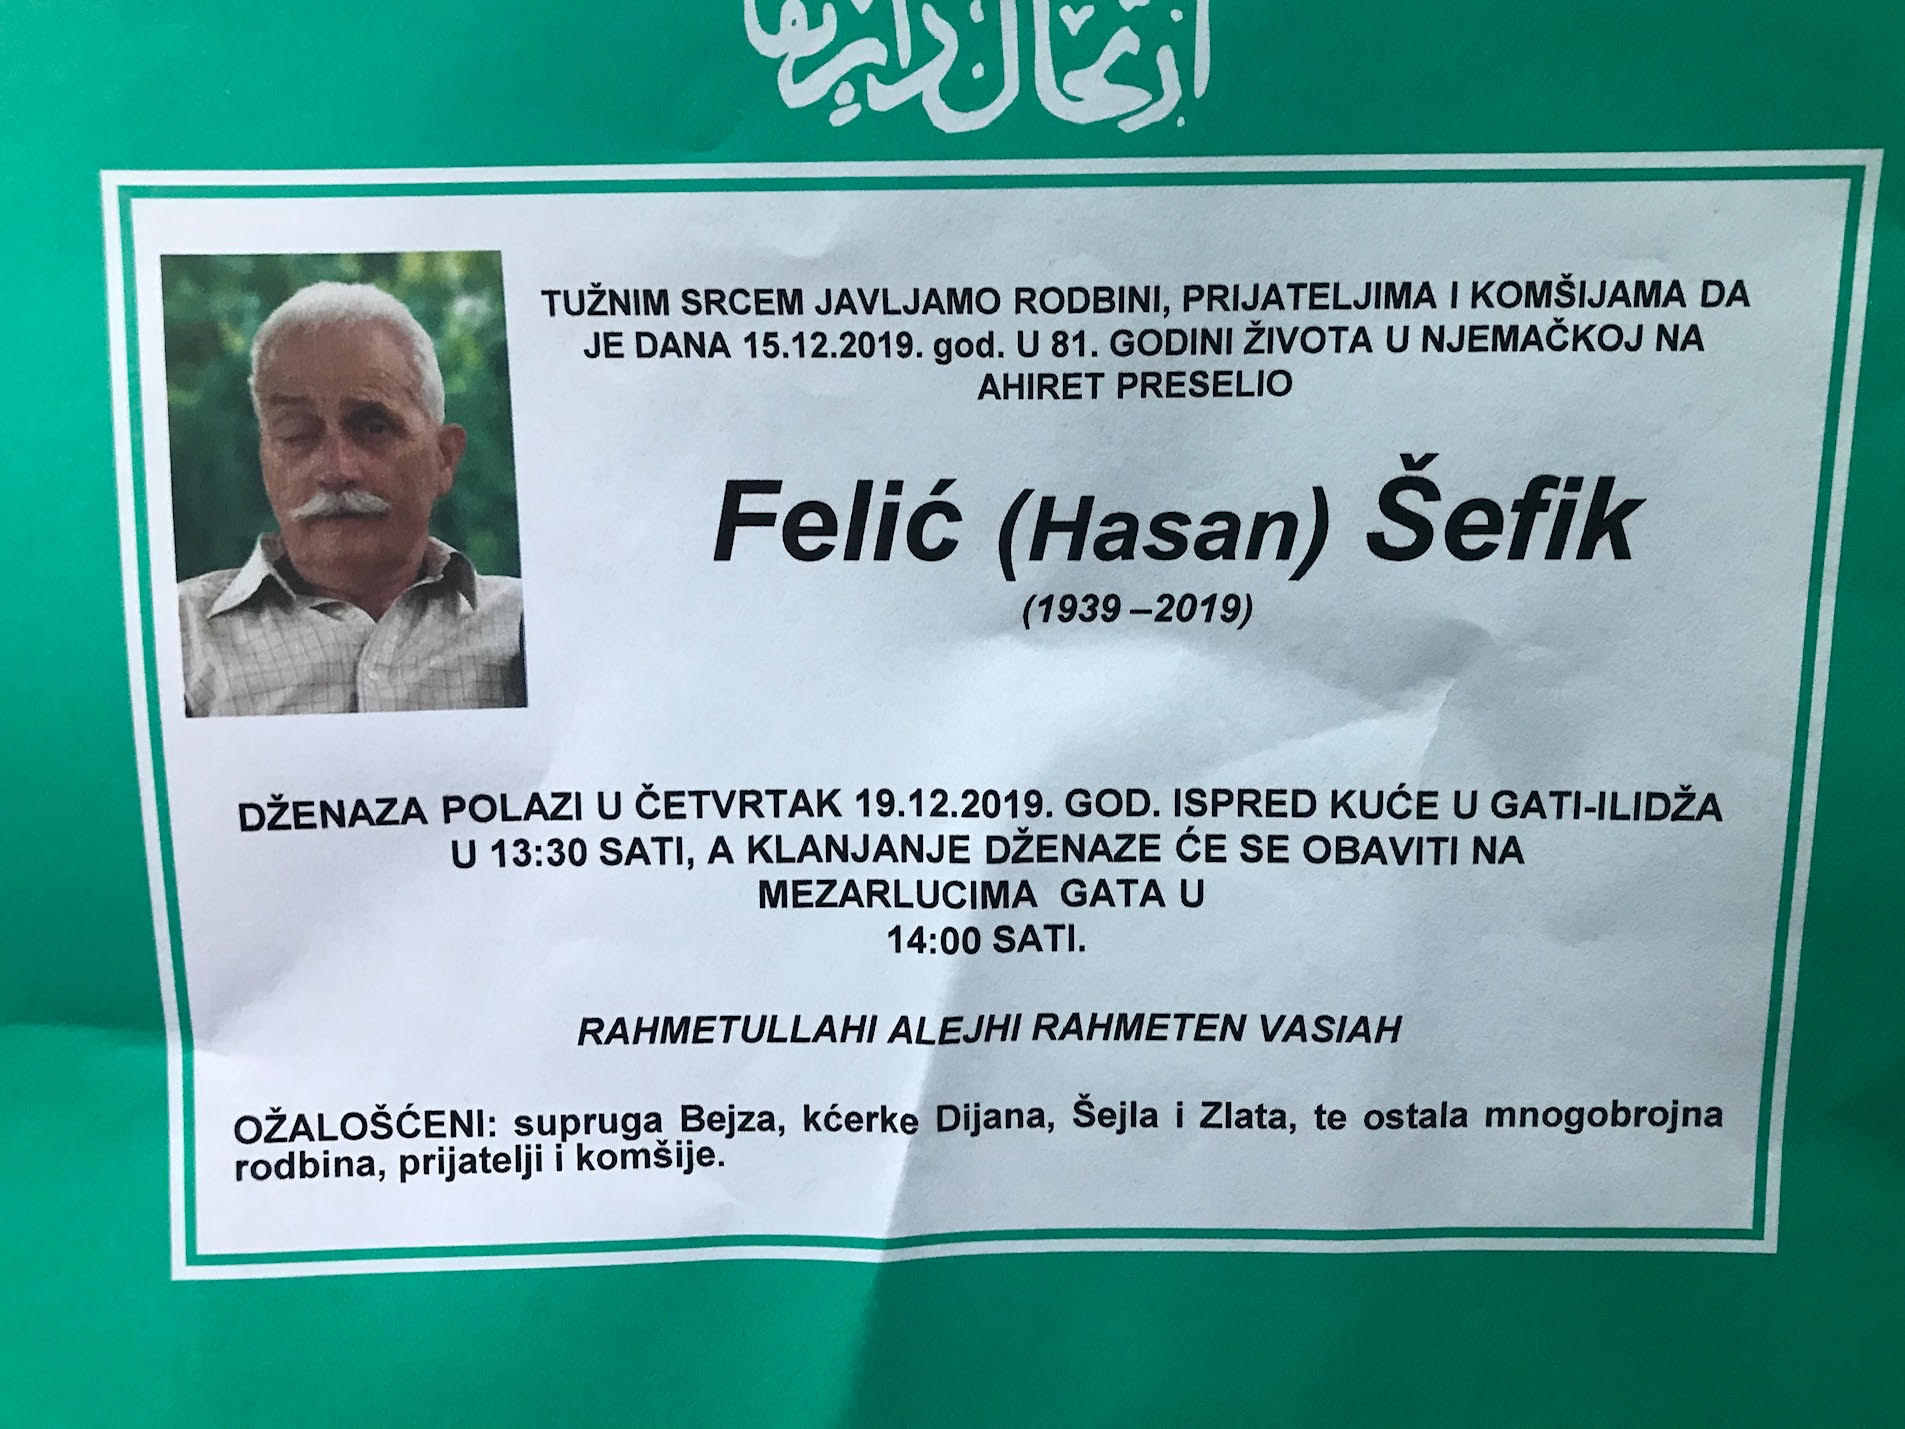 TUŽNIM SRCEM JAVLJAMO RODBINI, PRIJATELJIMA I KOMŠIJAMA DA
JE DANA 15.12.2019. god. U 81. GODINI ŽIVOTA U NJEMAČKOJ NA
AHIRET PRESELIO
Felić (Hasan) Šefik
(1939 –2019)
DŽENAZA POLAZI U ČETVRTAK 19.12.2019. GOD. ISPRED KUĆE U GATI-ILIDŽA
U 13:30 SATI, A KLANJANJE DŽENAZE ĆE SE OBAVITI NA
MEZARLUCIMA GATA U
14:00 SATI.
RAHMETULLAHI ALEJHI RAHMETEN VASIAH
OŽALOŠĆENI: supruga Bejza, kćerke Dijana, Šejla i Zlata, te ostala mnogobrojna
rodbina, prijatelji i komšije.